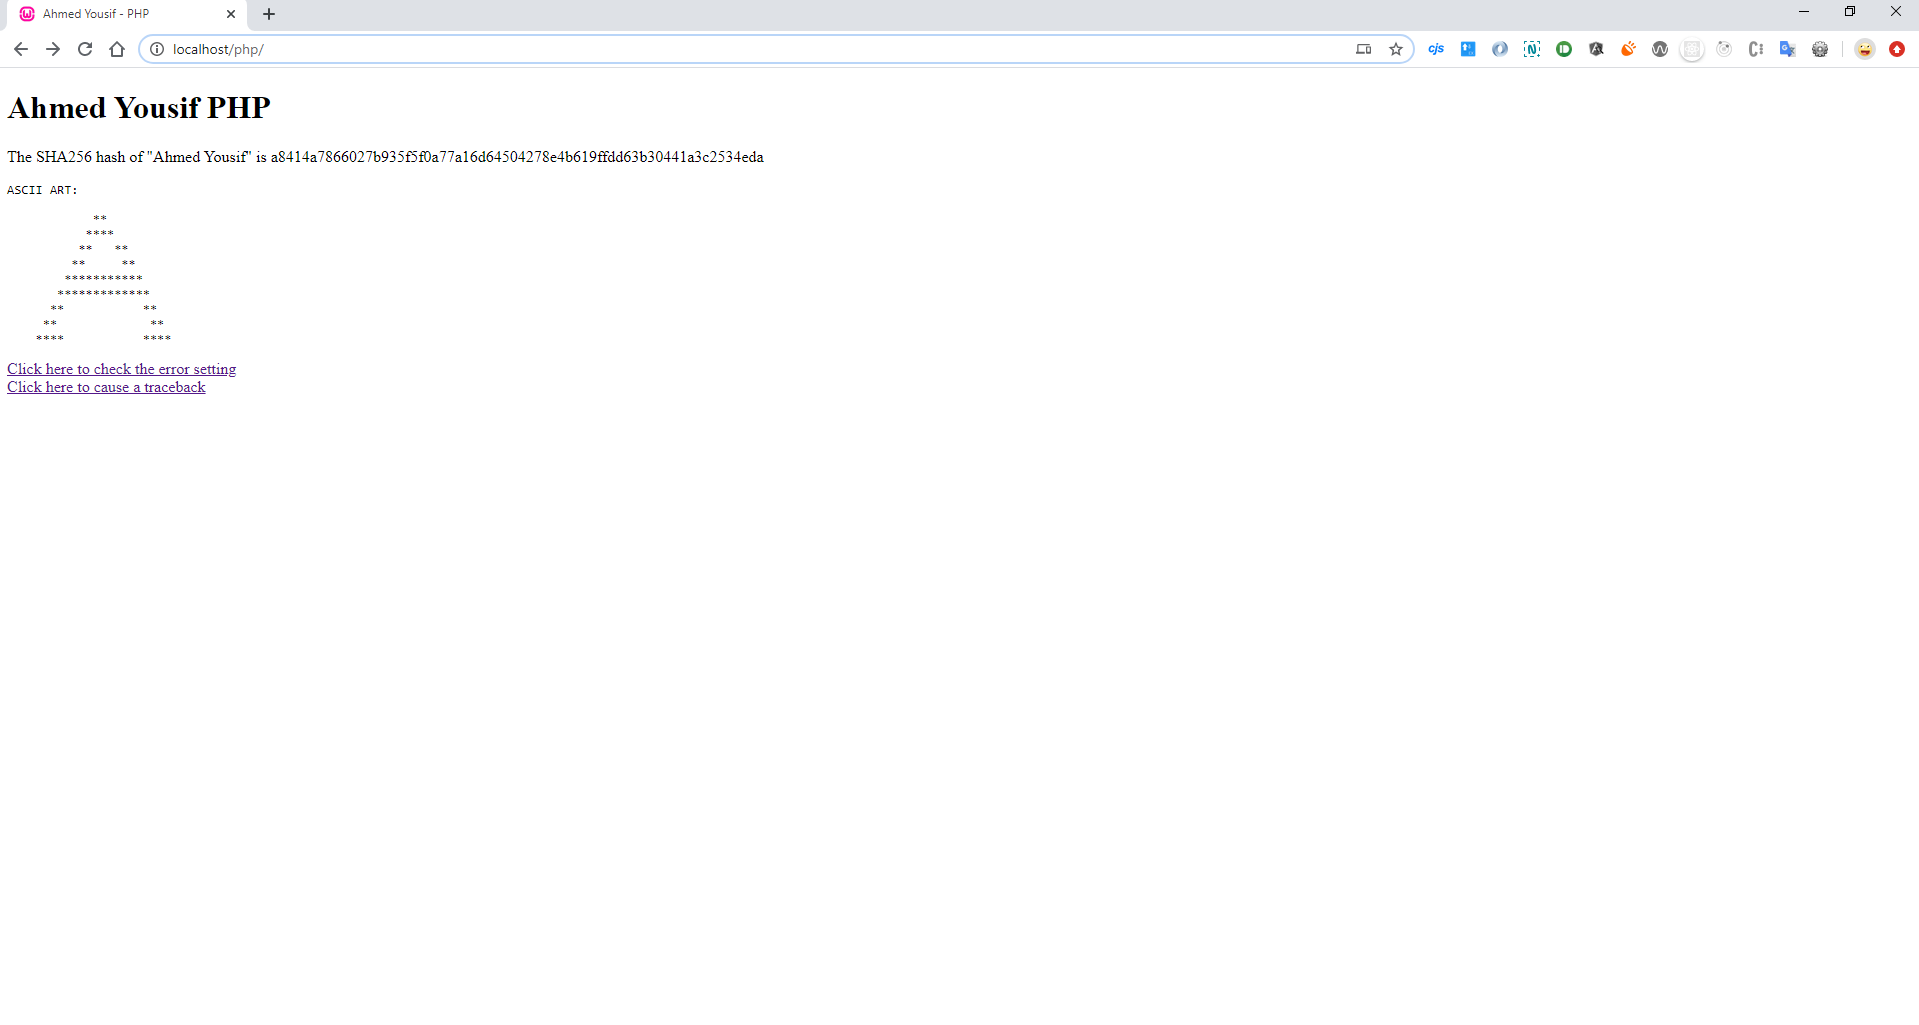 Ahmed Yousif - PHP
localhost/php/
cjs
Ahmed Yousif PHP
The SHA256 hash of "Ahmed Yousif" is a8414a7866027b935f5f0a77a16d64504278e4b619ffdd63b30441a3c2534eda
ASCII ART:
            **
           ****
          **   **
         **     **
        ***********
       *************
      **           **
     **             **
    ****           ****
Click here to check the error setting
Click here to cause a traceback